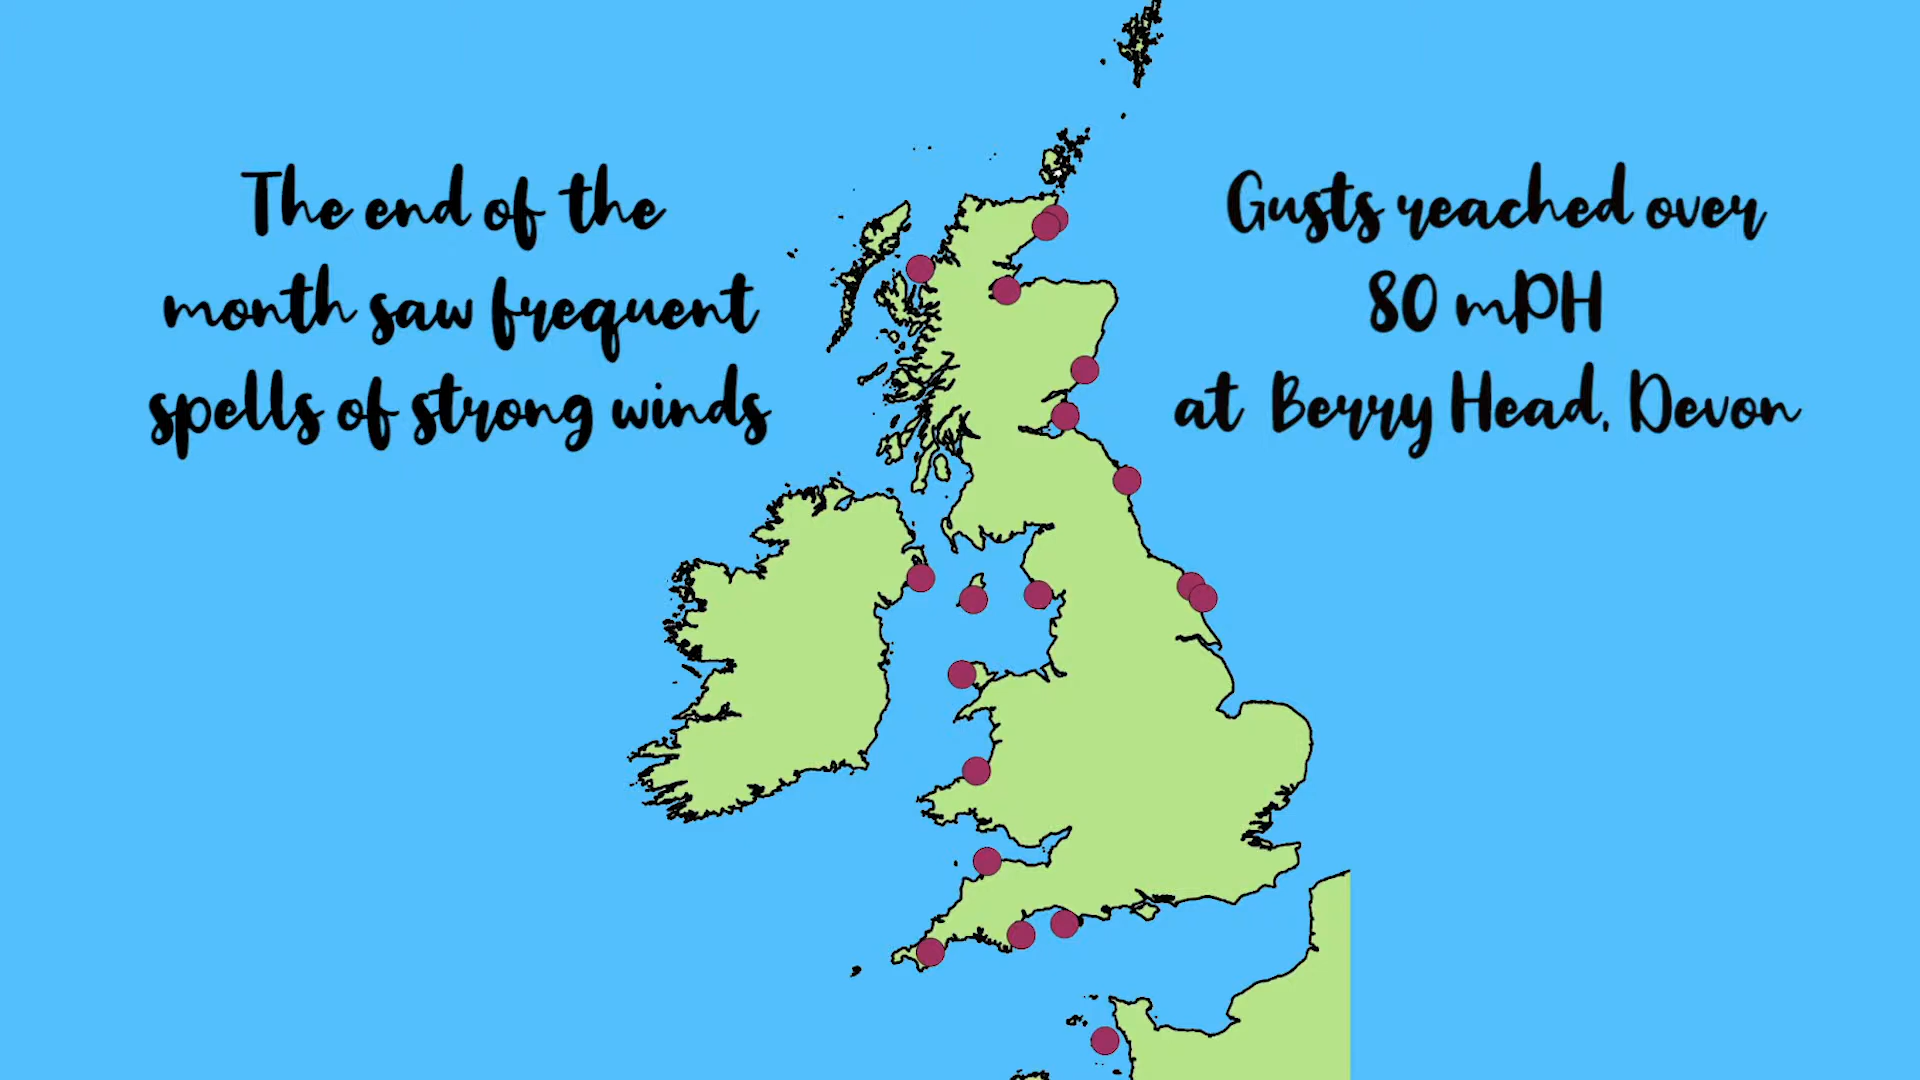 The end of the
month saw frequent
spells of strong winds
Gusts reached over
80 mPH
at Berry Head, Devon